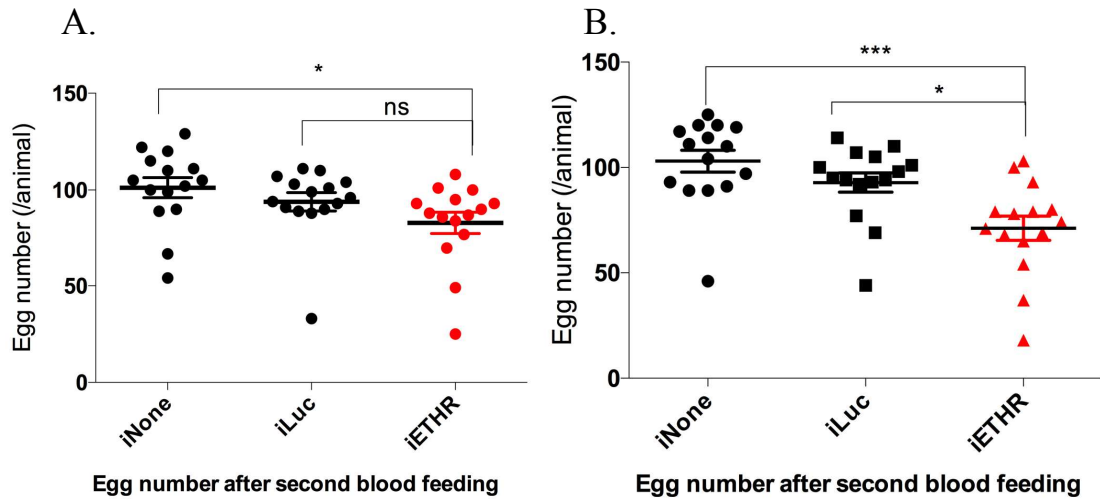 A.
*
ns
150
100
50
0
Egg number (/animal)
iNone
iLuc
iETHR
Egg number after second blood feeding
B.
***
*
150
100
50
0
Egg number (/animal)
iNone
iLuc
iETHR
Egg number after second blood feeding